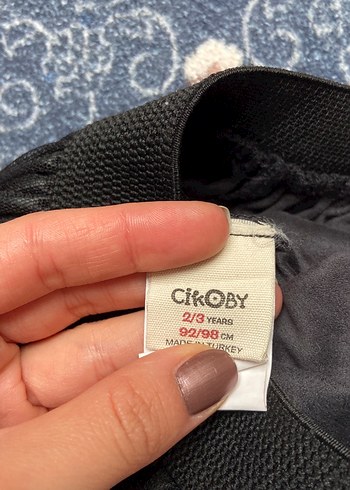 CikOBY
2/3 YEARS
92/98 CM
MADE IN TURKEY